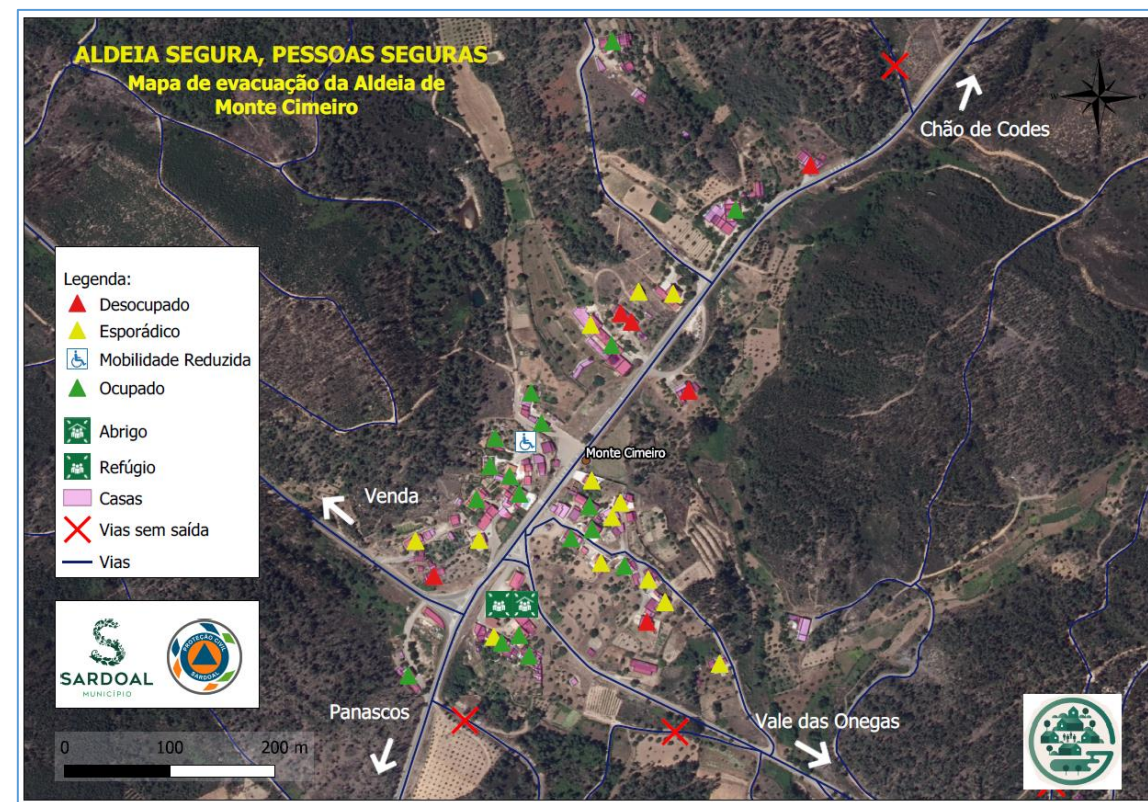 ALDEIA SEGURA, PESSOAS SEGURAS
Mapa de evacuação da Aldeia de
Monte Cimeiro
Chão de Codes
Legenda:
Desocupado
Esporádico
Mobilidade Reduzida
Ocupado
Abrigo
Refúgio
Casas
Vias sem saída
Vias
Monte Cimeiro
Venda
Panascos
Vale das Onegas
SARDOAL
MUNICÍPIO
PROTEÇÃO CIVIL
SARDOAL
0 100 200 m